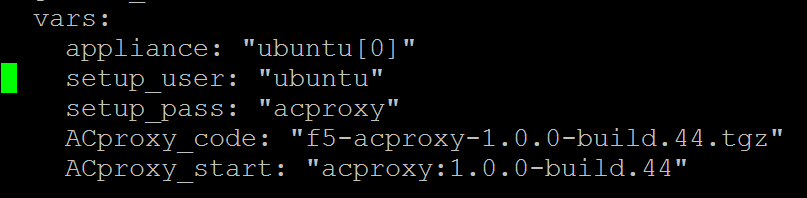 vars:
appliance: "ubuntu[0]"
setup_user: "ubuntu"
setup_pass: "acproxy"
ACproxy_code: "f5-acproxy-1.0.0-build.44.tgz"
ACproxy_start: "acproxy:1.0.0-build.44"